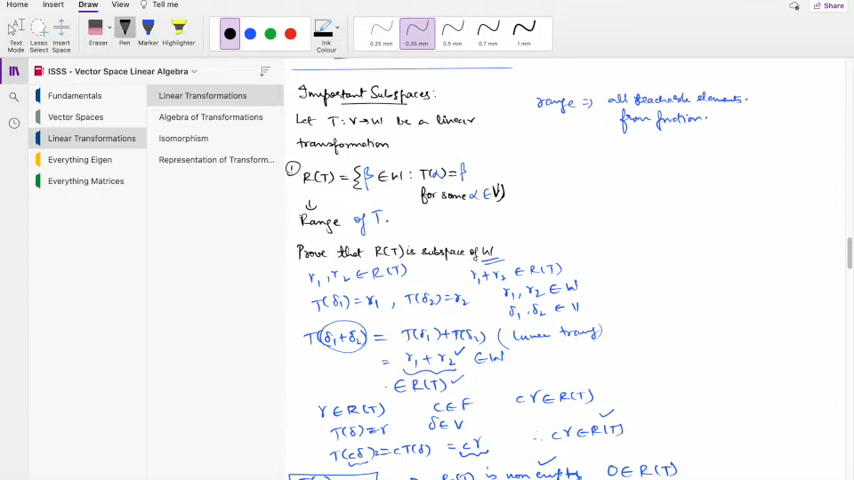 Home Insert Draw View Tell me
Share
Text Mode
Lasso Select
Insert Space
Eraser
Pen
Marker
Highlighter
0.25 mm
0.35 mm
0.5 mm
0.7 mm
1 mm
Ink Colour
ISSS - Vector Space Linear Algebra
Fundamentals
Vector Spaces
Linear Transformations
Everything Eigen
Everything Matrices
Linear Transformations
Algebra of Transformations
Isomorphism
Representation of Transform...
Important Subspaces:
Let T: V→W be a linear
transformation
① R(T) = { β ∈ W : T(α) = β
for some α ∈ V}
↓
Range of T.
range => all reachable elements.
from function.
Prove that R(T) is subspace of W
r₁, r₂ ∈ R(T) r₁+r₂ ∈ R(T)
r₁, r₂ ∈ W
T(δ₁) = r₁ , T(δ₂) = r₂ δ₁, δ₂ ∈ V
T(δ₁+δ₂) = T(δ₁)+T(δ₂) (linear trans)
= r₁ + r₂ ✓ ∈ W
∈ R(T) ✓
r ∈ R(T) c ∈ F cr ∈ R(T)
T(δ) = r δ ∈ V
T(cδ) = cT(δ) = cr ∴ cr ∈ R(T) ✓
R(T) is non empty 0 ∈ R(T)